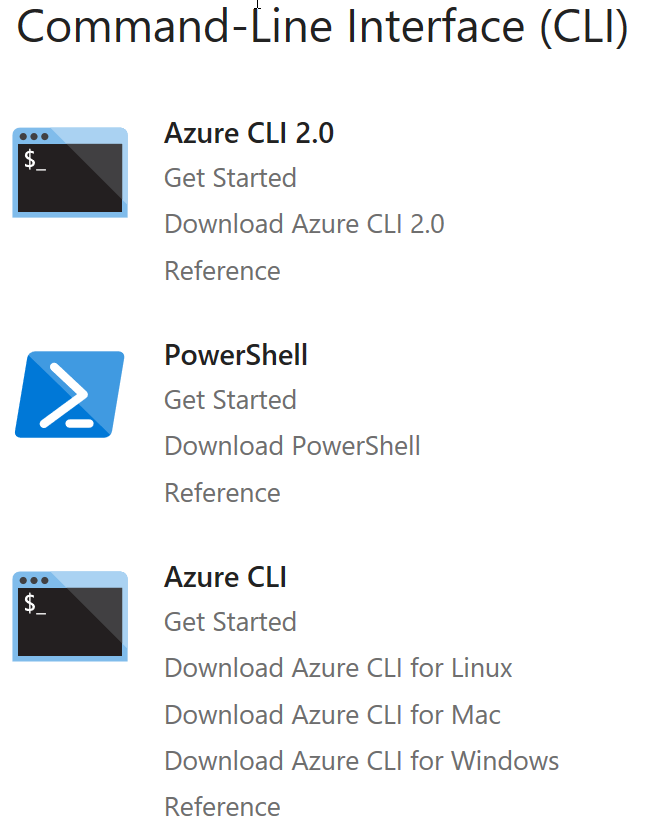 Command-Line Interface (CLI)
$_
Azure CLI 2.0
Get Started
Download Azure CLI 2.0
Reference
PowerShell
Get Started
Download PowerShell
Reference
$_
Azure CLI
Get Started
Download Azure CLI for Linux
Download Azure CLI for Mac
Download Azure CLI for Windows
Reference